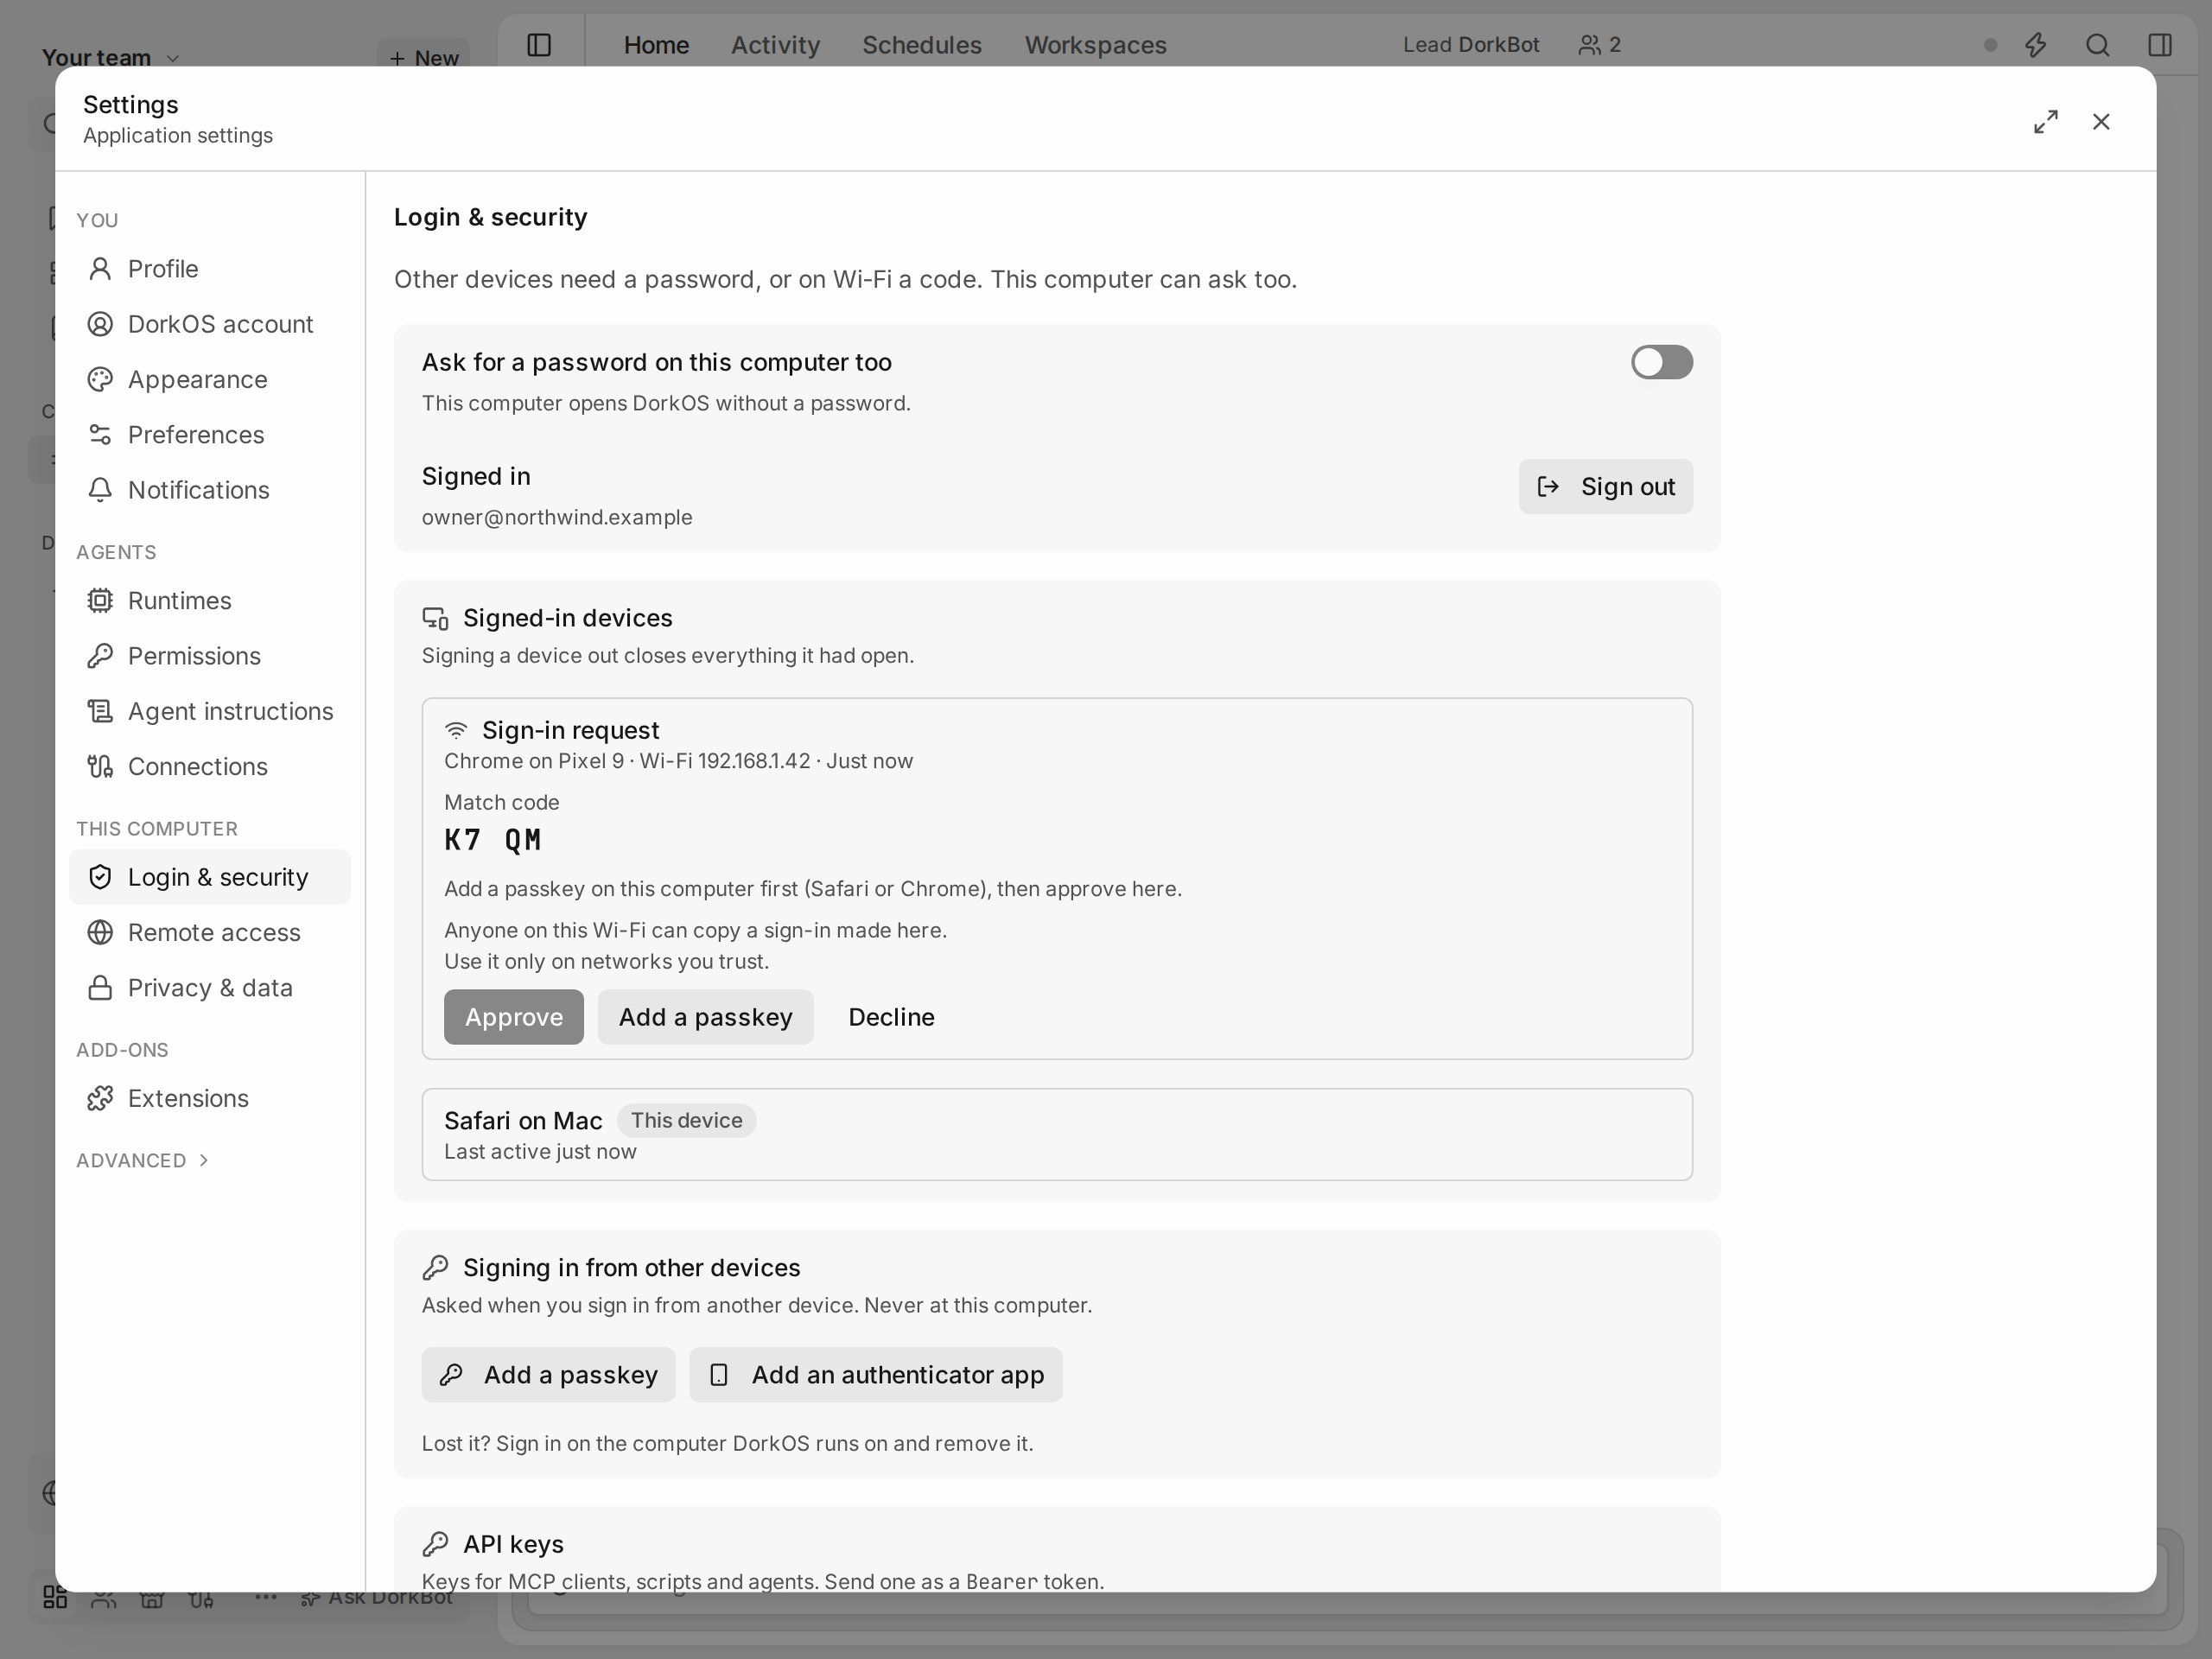 Your team
New
Home
Activity
Schedules
Workspaces
Lead DorkBot
2
Settings
Application settings
YOU
Profile
DorkOS account
Appearance
Preferences
Notifications
AGENTS
Runtimes
Permissions
Agent instructions
Connections
THIS COMPUTER
Login & security
Remote access
Privacy & data
ADD-ONS
Extensions
ADVANCED
Login & security
Other devices need a password, or on Wi-Fi a code. This computer can ask too.
Ask for a password on this computer too
This computer opens DorkOS without a password.
Signed in
owner@northwind.example
Sign out
Signed-in devices
Signing a device out closes everything it had open.
Sign-in request
Chrome on Pixel 9 · Wi-Fi 192.168.1.42 · Just now
Match code
K7 QM
Add a passkey on this computer first (Safari or Chrome), then approve here.
Anyone on this Wi-Fi can copy a sign-in made here.
Use it only on networks you trust.
Approve
Add a passkey
Decline
Safari on Mac
This device
Last active just now
Signing in from other devices
Asked when you sign in from another device. Never at this computer.
Add a passkey
Add an authenticator app
Lost it? Sign in on the computer DorkOS runs on and remove it.
API keys
Keys for MCP clients, scripts and agents. Send one as a Bearer token.
Ask DorkBot